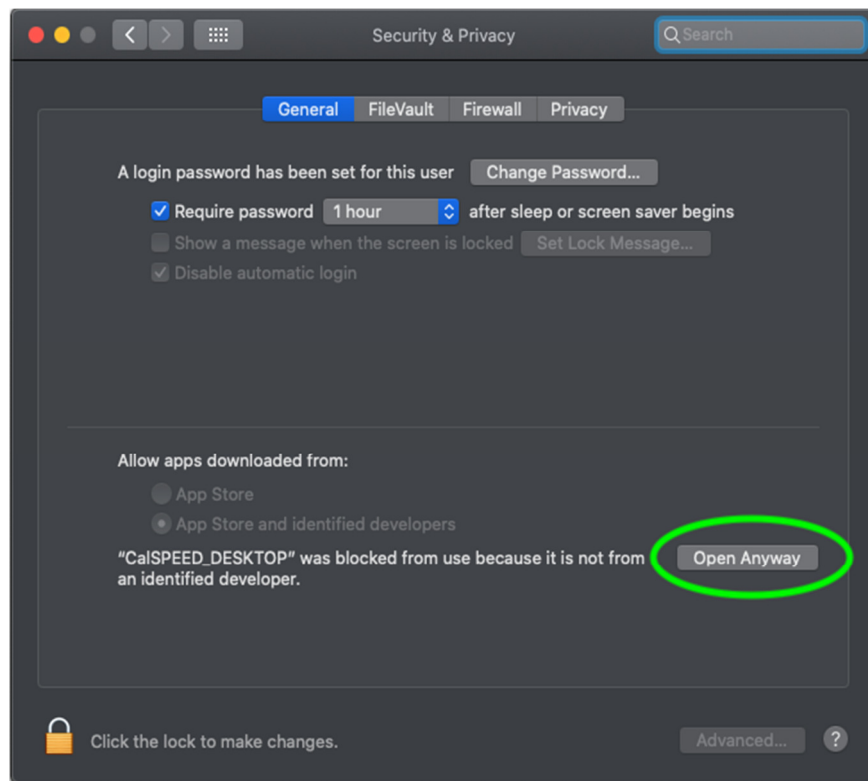 Security & Privacy
Search
General FileVault Firewall Privacy
A login password has been set for this user Change Password...
Require password 1 hour after sleep or screen saver begins
Show a message when the screen is locked Set Lock Message...
Disable automatic login
Allow apps downloaded from:
App Store
App Store and identified developers
“CalSPEED_DESKTOP” was blocked from use because it is not from Open Anyway
an identified developer.
Click the lock to make changes. Advanced... ?